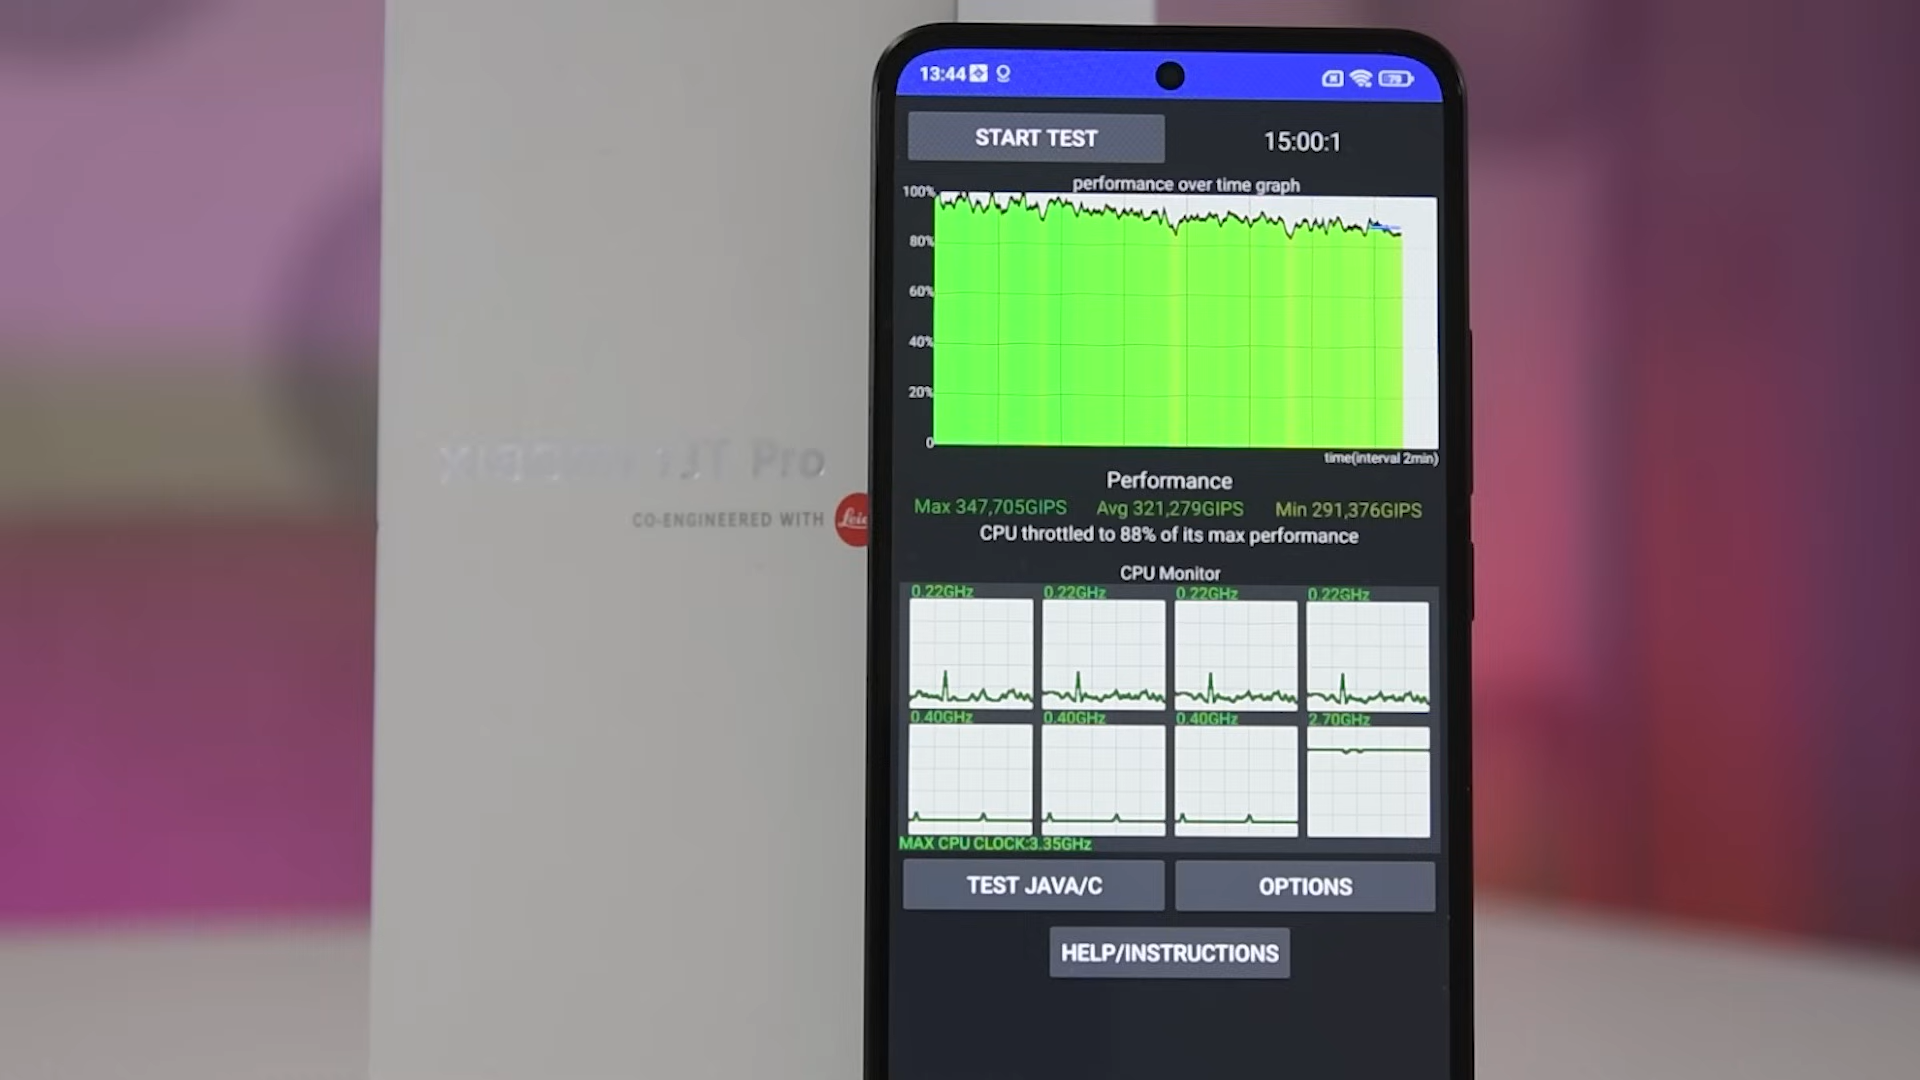 13:44
79
START TEST
15:00:1
performance over time graph
100%
80%
60%
40%
20%
0
time(interval 2min)
Performance
Max 347,705GIPS Avg 321,279GIPS Min 291,376GIPS
CPU throttled to 88% of its max performance
CPU Monitor
0.22GHz 0.22GHz 0.22GHz 0.22GHz
0.40GHz 0.40GHz 0.40GHz 2.70GHz
MAX CPU CLOCK:3.35GHz
TEST JAVA/C
OPTIONS
HELP/INSTRUCTIONS
Pro
CO-ENGINEERED WITH